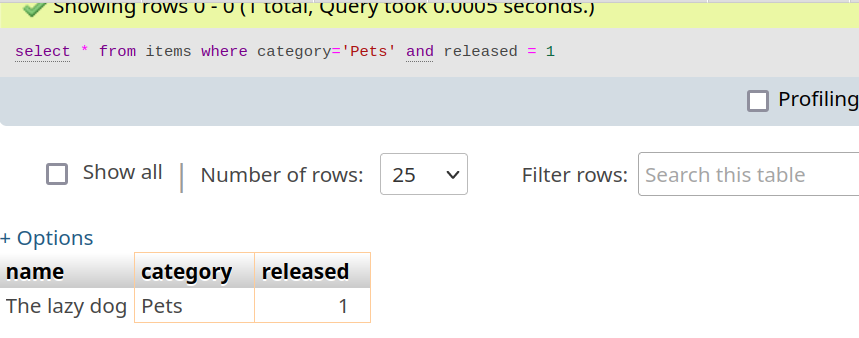 Showing rows 0 - 0 (1 total, Query took 0.0005 seconds.)
select * from items where category='Pets' and released = 1
Profiling
Show all | Number of rows: 25 Filter rows: Search this table
+ Options
name category released
The lazy dog Pets 1